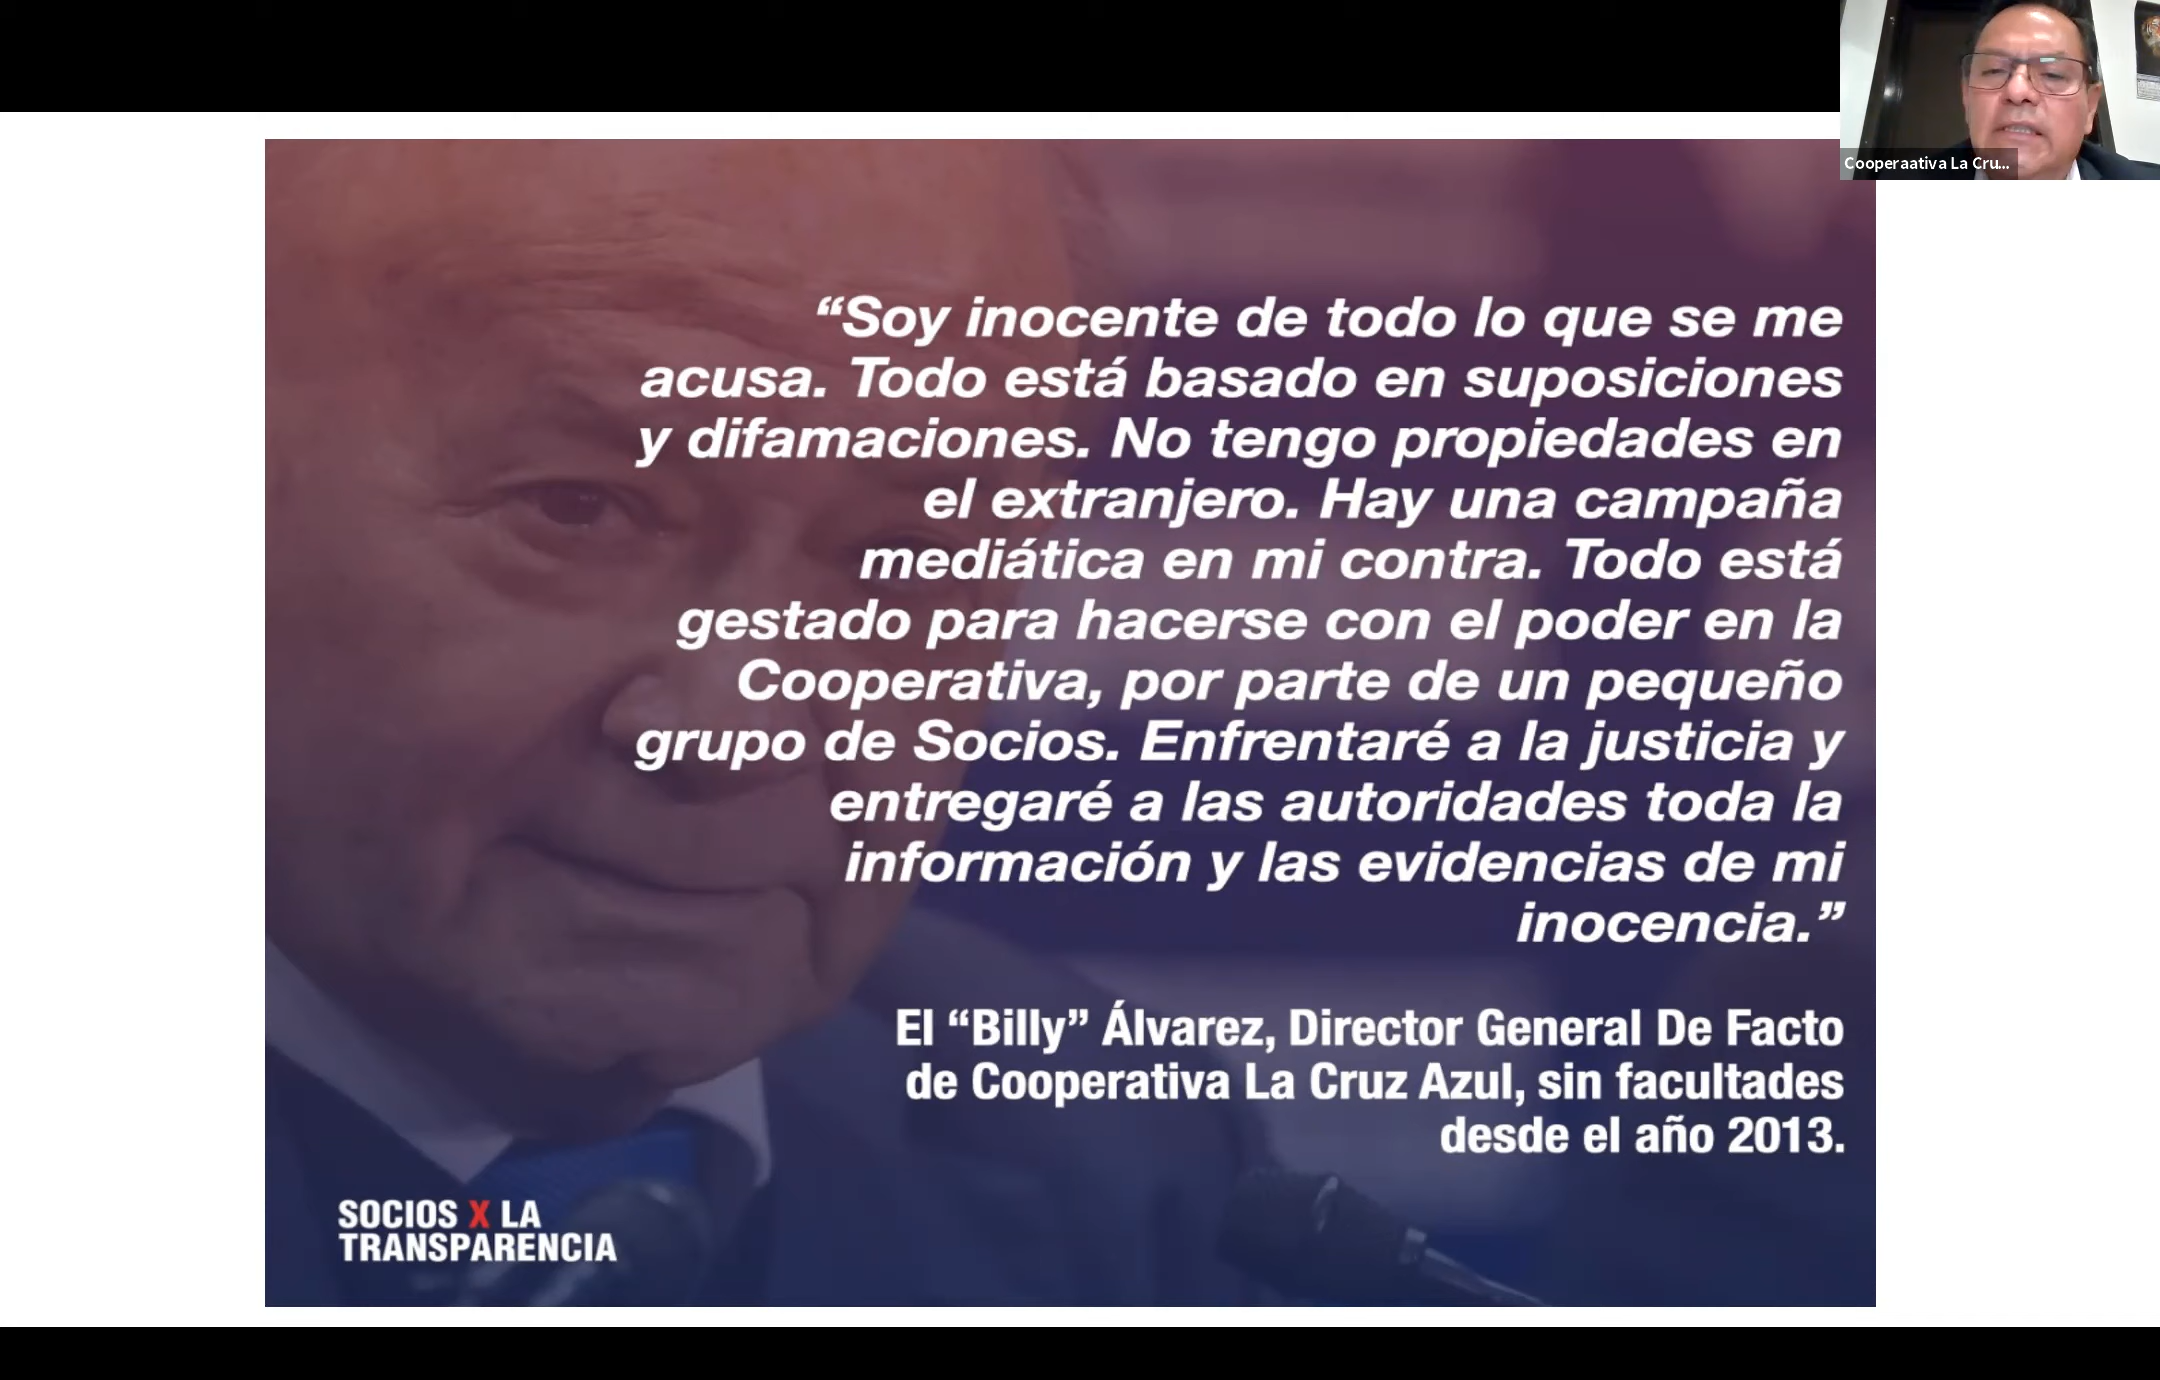 Cooperaativa La Cru...
“Soy inocente de todo lo que se me
acusa. Todo está basado en suposiciones
y difamaciones. No tengo propiedades en
el extranjero. Hay una campaña
mediática en mi contra. Todo está
gestado para hacerse con el poder en la
Cooperativa, por parte de un pequeño
grupo de Socios. Enfrentaré a la justicia y
entregaré a las autoridades toda la
información y las evidencias de mi
inocencia.”
El “Billy” Álvarez, Director General De Facto
de Cooperativa La Cruz Azul, sin facultades
desde el año 2013.
SOCIOS X LA
TRANSPARENCIA